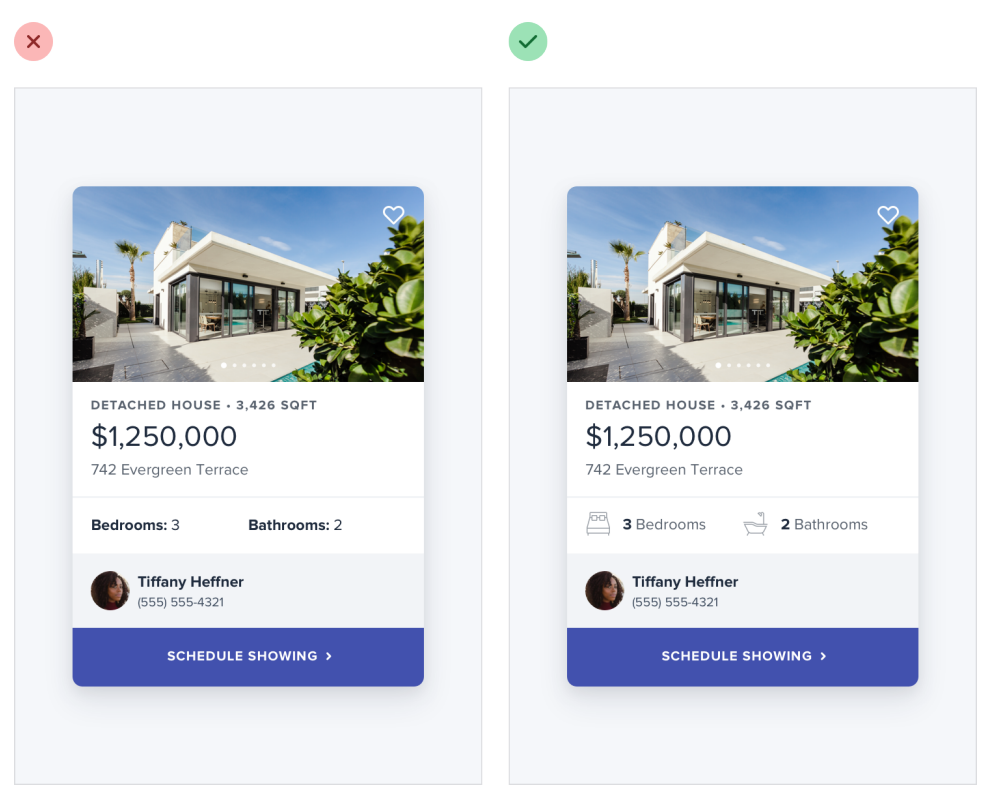 DETACHED HOUSE • 3,426 SQFT
$1,250,000
742 Evergreen Terrace
Bedrooms: 3 Bathrooms: 2
Tiffany Heffner
(555) 555-4321
SCHEDULE SHOWING ›
DETACHED HOUSE • 3,426 SQFT
$1,250,000
742 Evergreen Terrace
3 Bedrooms 2 Bathrooms
Tiffany Heffner
(555) 555-4321
SCHEDULE SHOWING ›